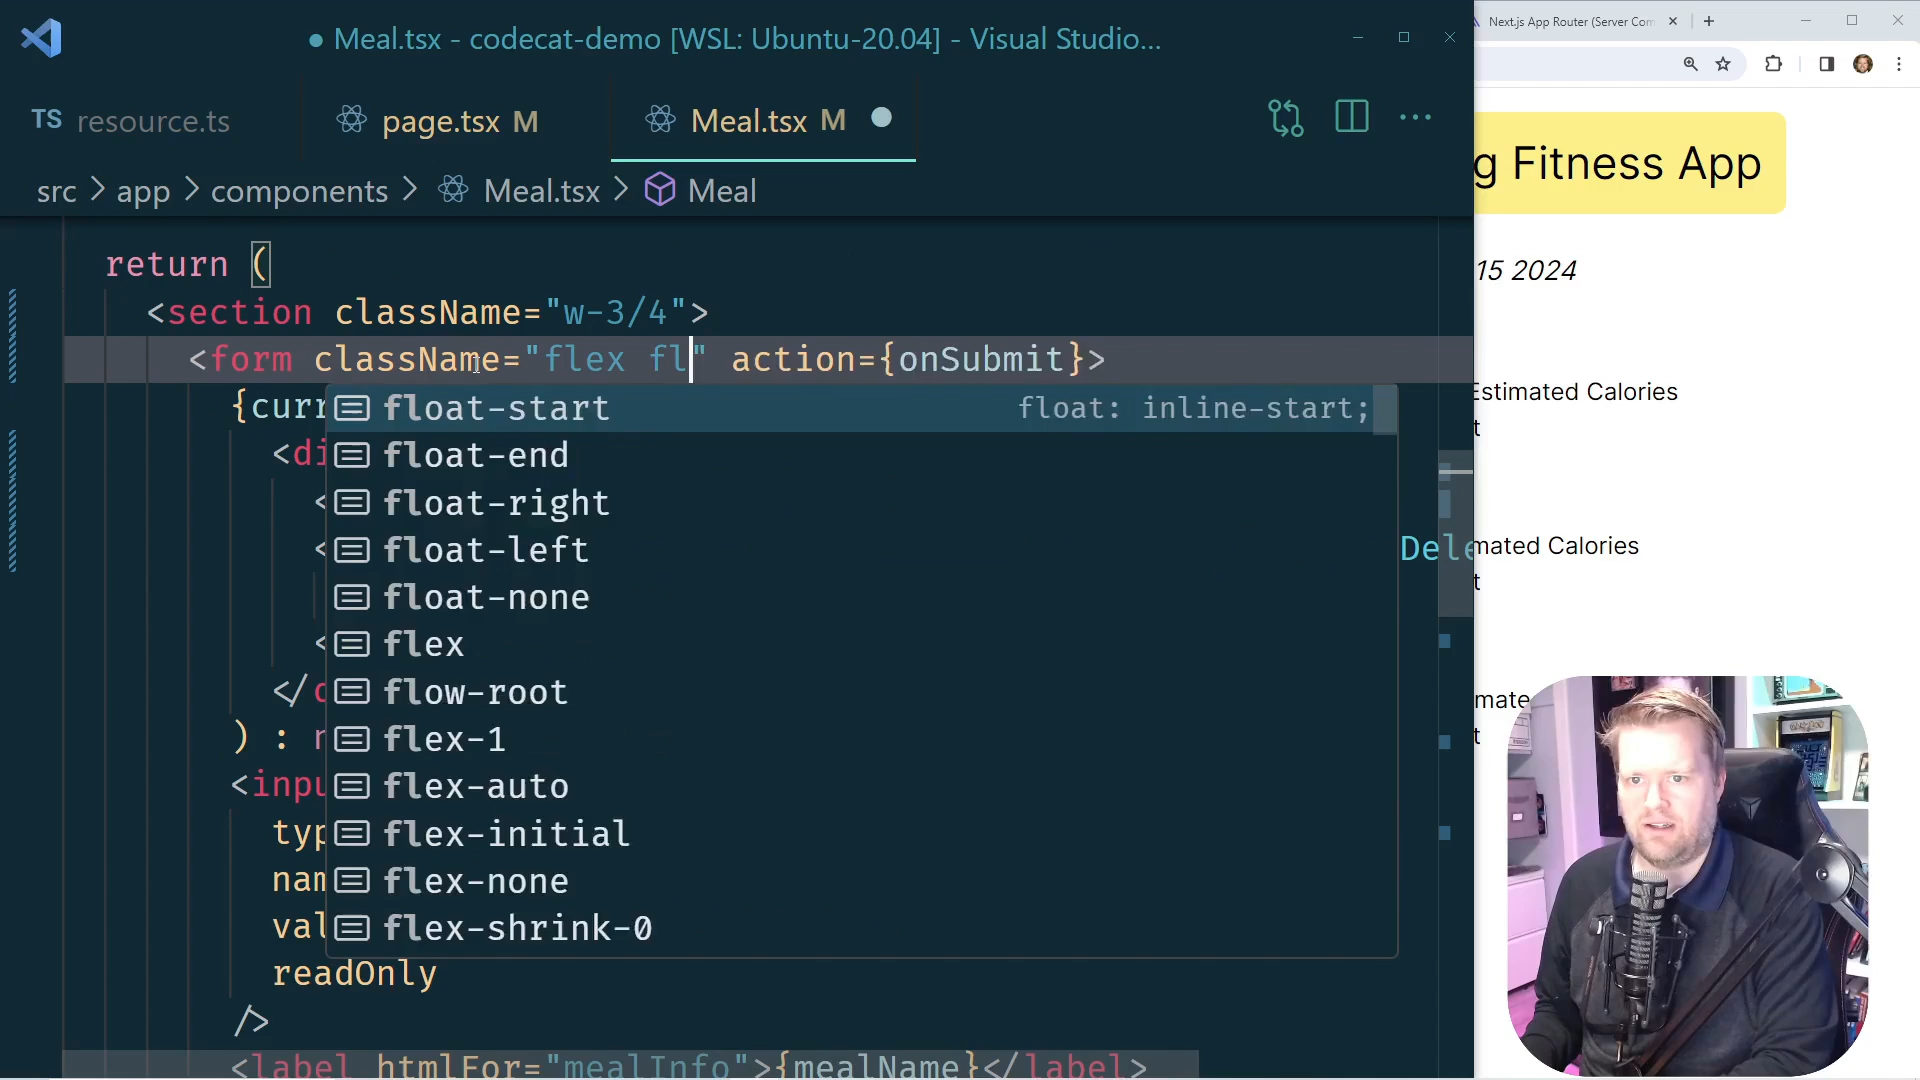 Meal.tsx - codecat-demo [WSL: Ubuntu-20.04] - Visual Studio...
Next.js App Router (Server Com
TS resource.ts
page.tsx M
Meal.tsx M
src > app > components > Meal.tsx > Meal
g Fitness App
15 2024
return (
<section className="w-3/4">
<form className="flex fl" action={onSubmit}>
{curr
float-start float: inline-start;
Estimated Calories
t
<di
float-end
<
float-right
<
float-left
Dele
mated Calories
t
float-none
<
flex
</
flow-root
mate
) :
flex-1
t
<inpu
flex-auto
typ
flex-initial
nam
flex-none
val
flex-shrink-0
readOnly
/>
<label htmlFor="mealInfo">{mealName}</label>